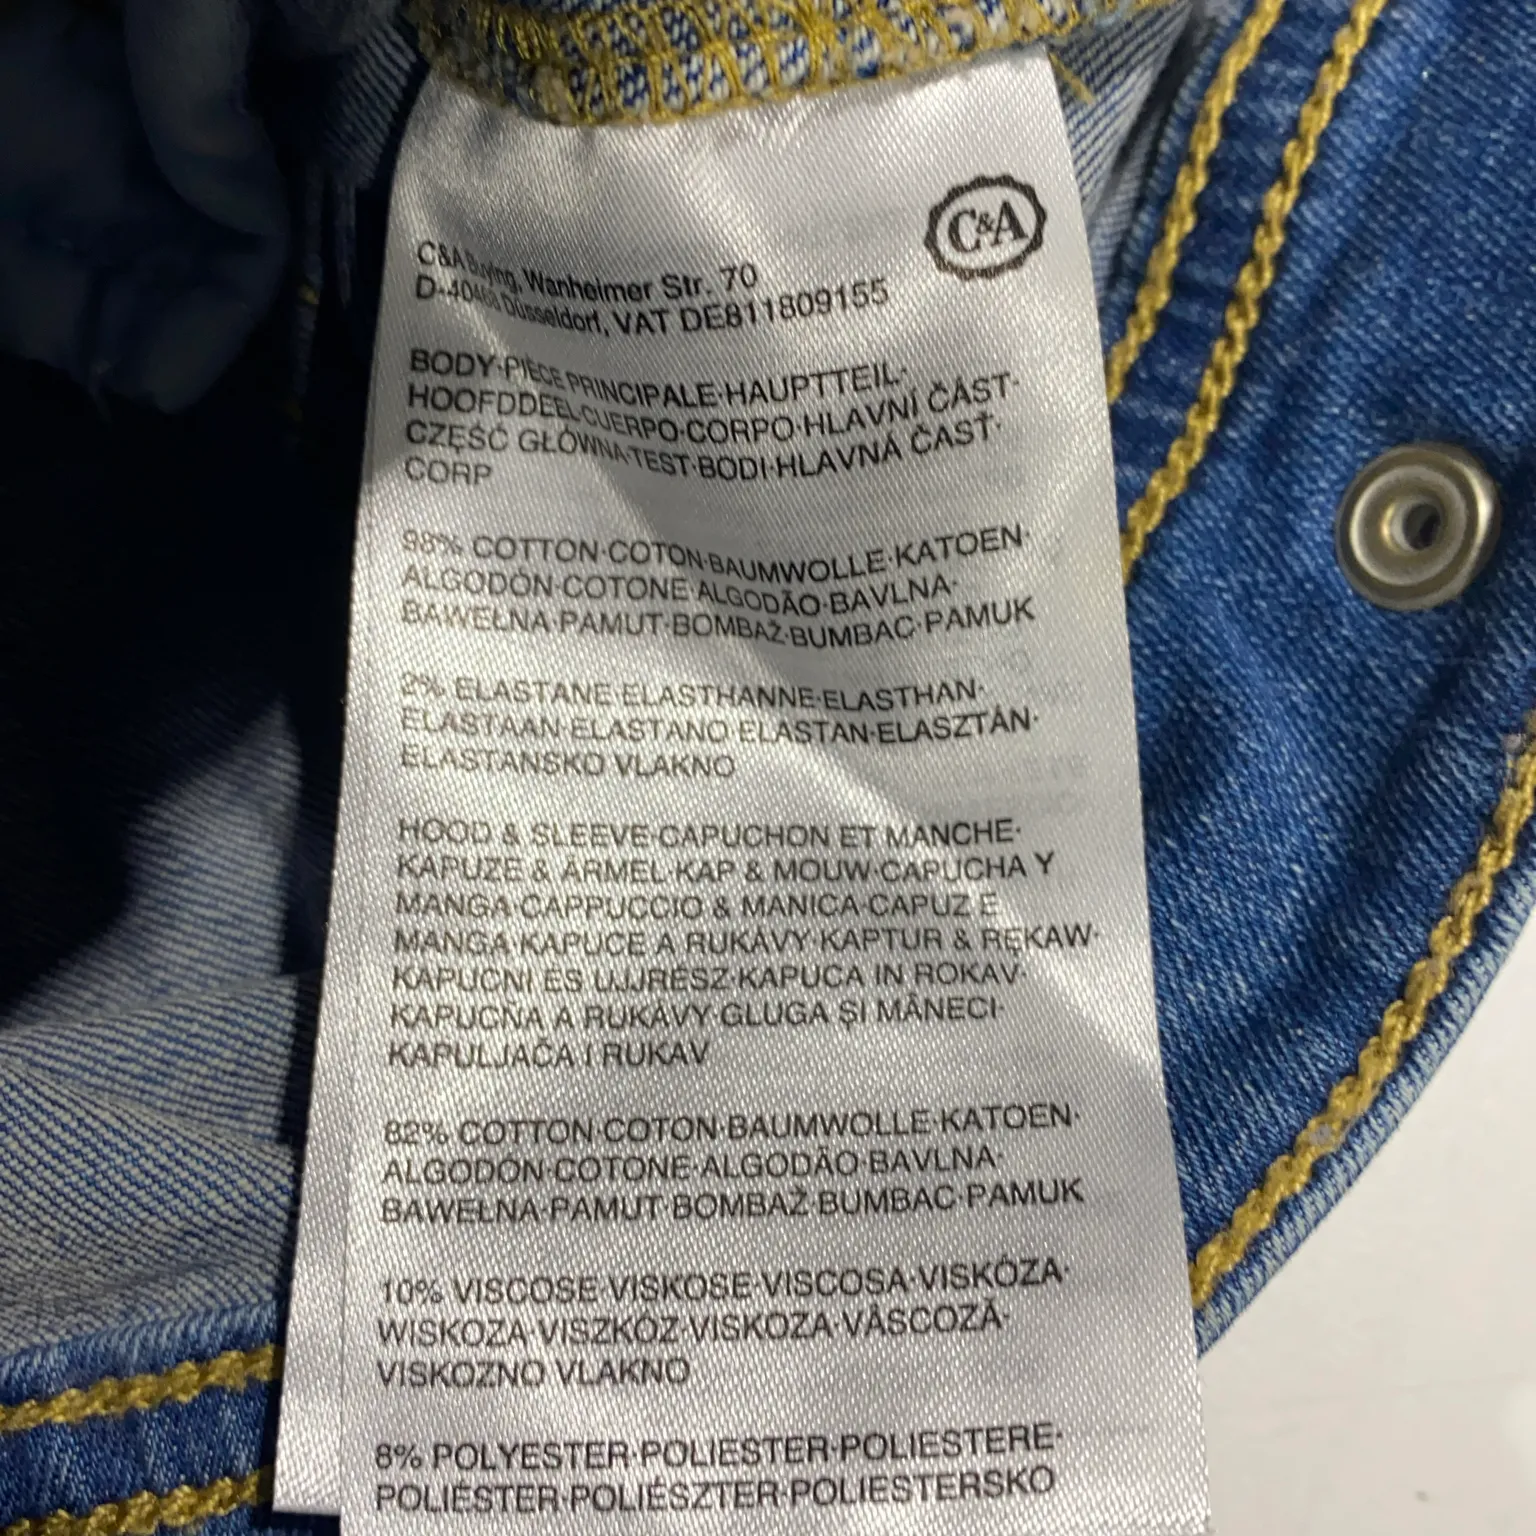 C&A
C&A Buying, Wanheimer Str. 70
D-40468 Düsseldorf, VAT DE811809155
BODY·PIÈCE PRINCIPALE·HAUPTTEIL·
HOOFDDEEL·CUERPO·CORPO·HLAVNÍ ČÁST·
CZĘŚĆ GŁÓWNA·TEST·BODI·HLAVNÁ ČASŤ·
CORP
98% COTTON·COTON·BAUMWOLLE·KATOEN·
ALGODÓN·COTONE·ALGODÃO·BAVLNA·
BAWEŁNA·PAMUT·BOMBAŽ·BUMBAC·PAMUK
2% ELASTANE·ELASTHANNE·ELASTHAN·
ELASTAAN·ELASTANO·ELASTAN·ELASZTÁN·
ELASTANSKO VLAKNO
HOOD & SLEEVE·CAPUCHON ET MANCHE·
KAPUZE & ÄRMEL·KAP & MOUW·CAPUCHA Y
MANGA·CAPPUCCIO & MANICA·CAPUZ E
MANGA·KAPUCE A RUKÁVY·KAPTUR & RĘKAW·
KAPUCNI ÉS UJJRÉSZ·KAPUCA IN ROKAV·
KAPUCŇA A RUKÁVY·GLUGA ȘI MÂNECI·
KAPULJAČA I RUKAV
82% COTTON·COTON·BAUMWOLLE·KATOEN·
ALGODÓN·COTONE·ALGODÃO·BAVLNA·
BAWEŁNA·PAMUT·BOMBAŽ·BUMBAC·PAMUK
10% VISCOSE·VISKOSE·VISCOSA·VISKÓZA·
WISKOZA·VISZKÓZ·VISKOZA·VÂSCOZĂ·
VISKOZNO VLAKNO
8% POLYESTER·POLIESTER·POLIESTERE·
POLIÉSTER·POLIÉSZTER·POLIESTERSKO